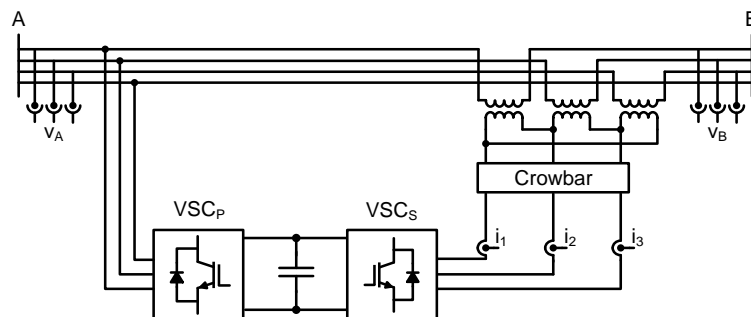 A
B
v_A
v_B
Crowbar
VSC_P
VSC_S
i_1
i_2
i_3